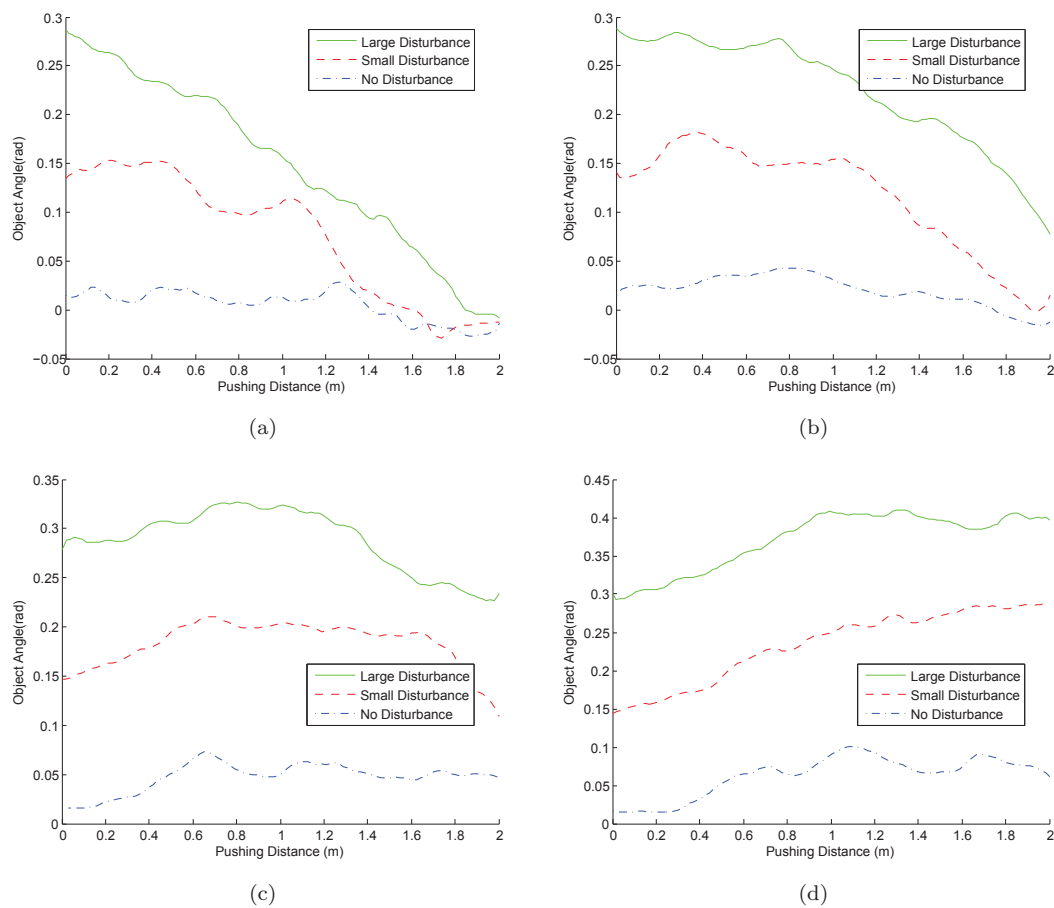 0.3
0.25
0.2
0.15
0.1
0.05
0
−0.05
Object Angle(rad)
Large Disturbance
Small Disturbance
No Disturbance
0 0.2 0.4 0.6 0.8 1 1.2 1.4 1.6 1.8 2
Pushing Distance (m)
(a)
0.3
0.25
0.2
0.15
0.1
0.05
0
−0.05
Object Angle(rad)
Large Disturbance
Small Disturbance
No Disturbance
0 0.2 0.4 0.6 0.8 1 1.2 1.4 1.6 1.8 2
Pushing Distance (m)
(b)
0.35
0.3
0.25
0.2
0.15
0.1
0.05
0
Object Angle(rad)
Large Disturbance
Small Disturbance
No Disturbance
0 0.2 0.4 0.6 0.8 1 1.2 1.4 1.6 1.8 2
Pushing Distance (m)
(c)
0.45
0.4
0.35
0.3
0.25
0.2
0.15
0.1
0.05
0
Object Angle(rad)
Large Disturbance
Small Disturbance
No Disturbance
0 0.2 0.4 0.6 0.8 1 1.2 1.4 1.6 1.8 2
Pushing Distance (m)
(d)